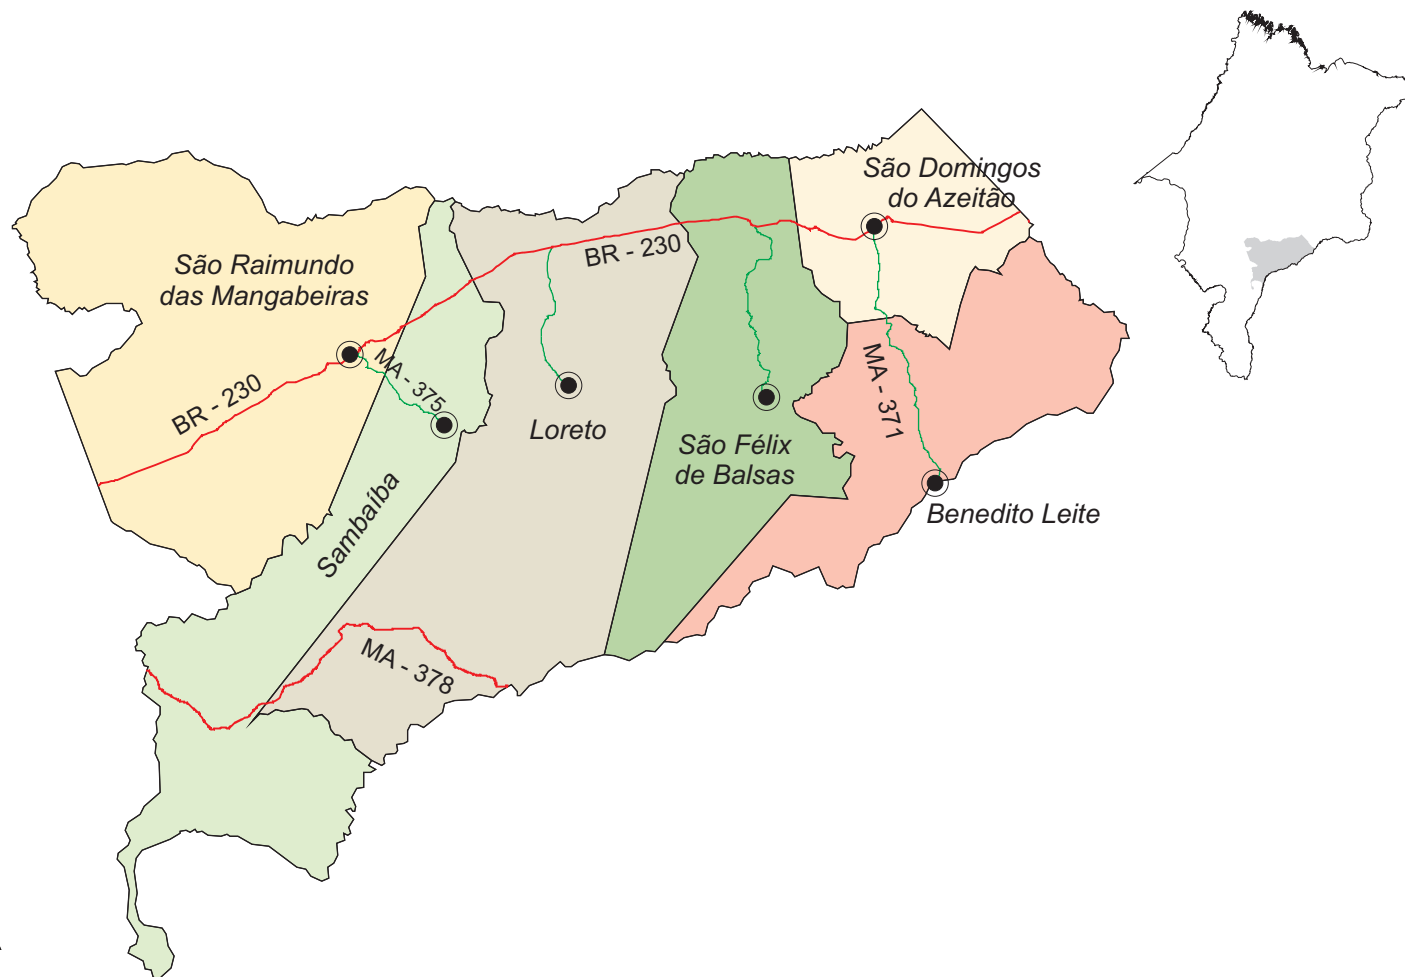 São Domingos
do Azeitão
BR - 230
São Raimundo
das Mangabeiras
MA - 375
BR - 230
MA - 371
Loreto
São Félix
de Balsas
Sambaíba
Benedito Leite
MA - 378